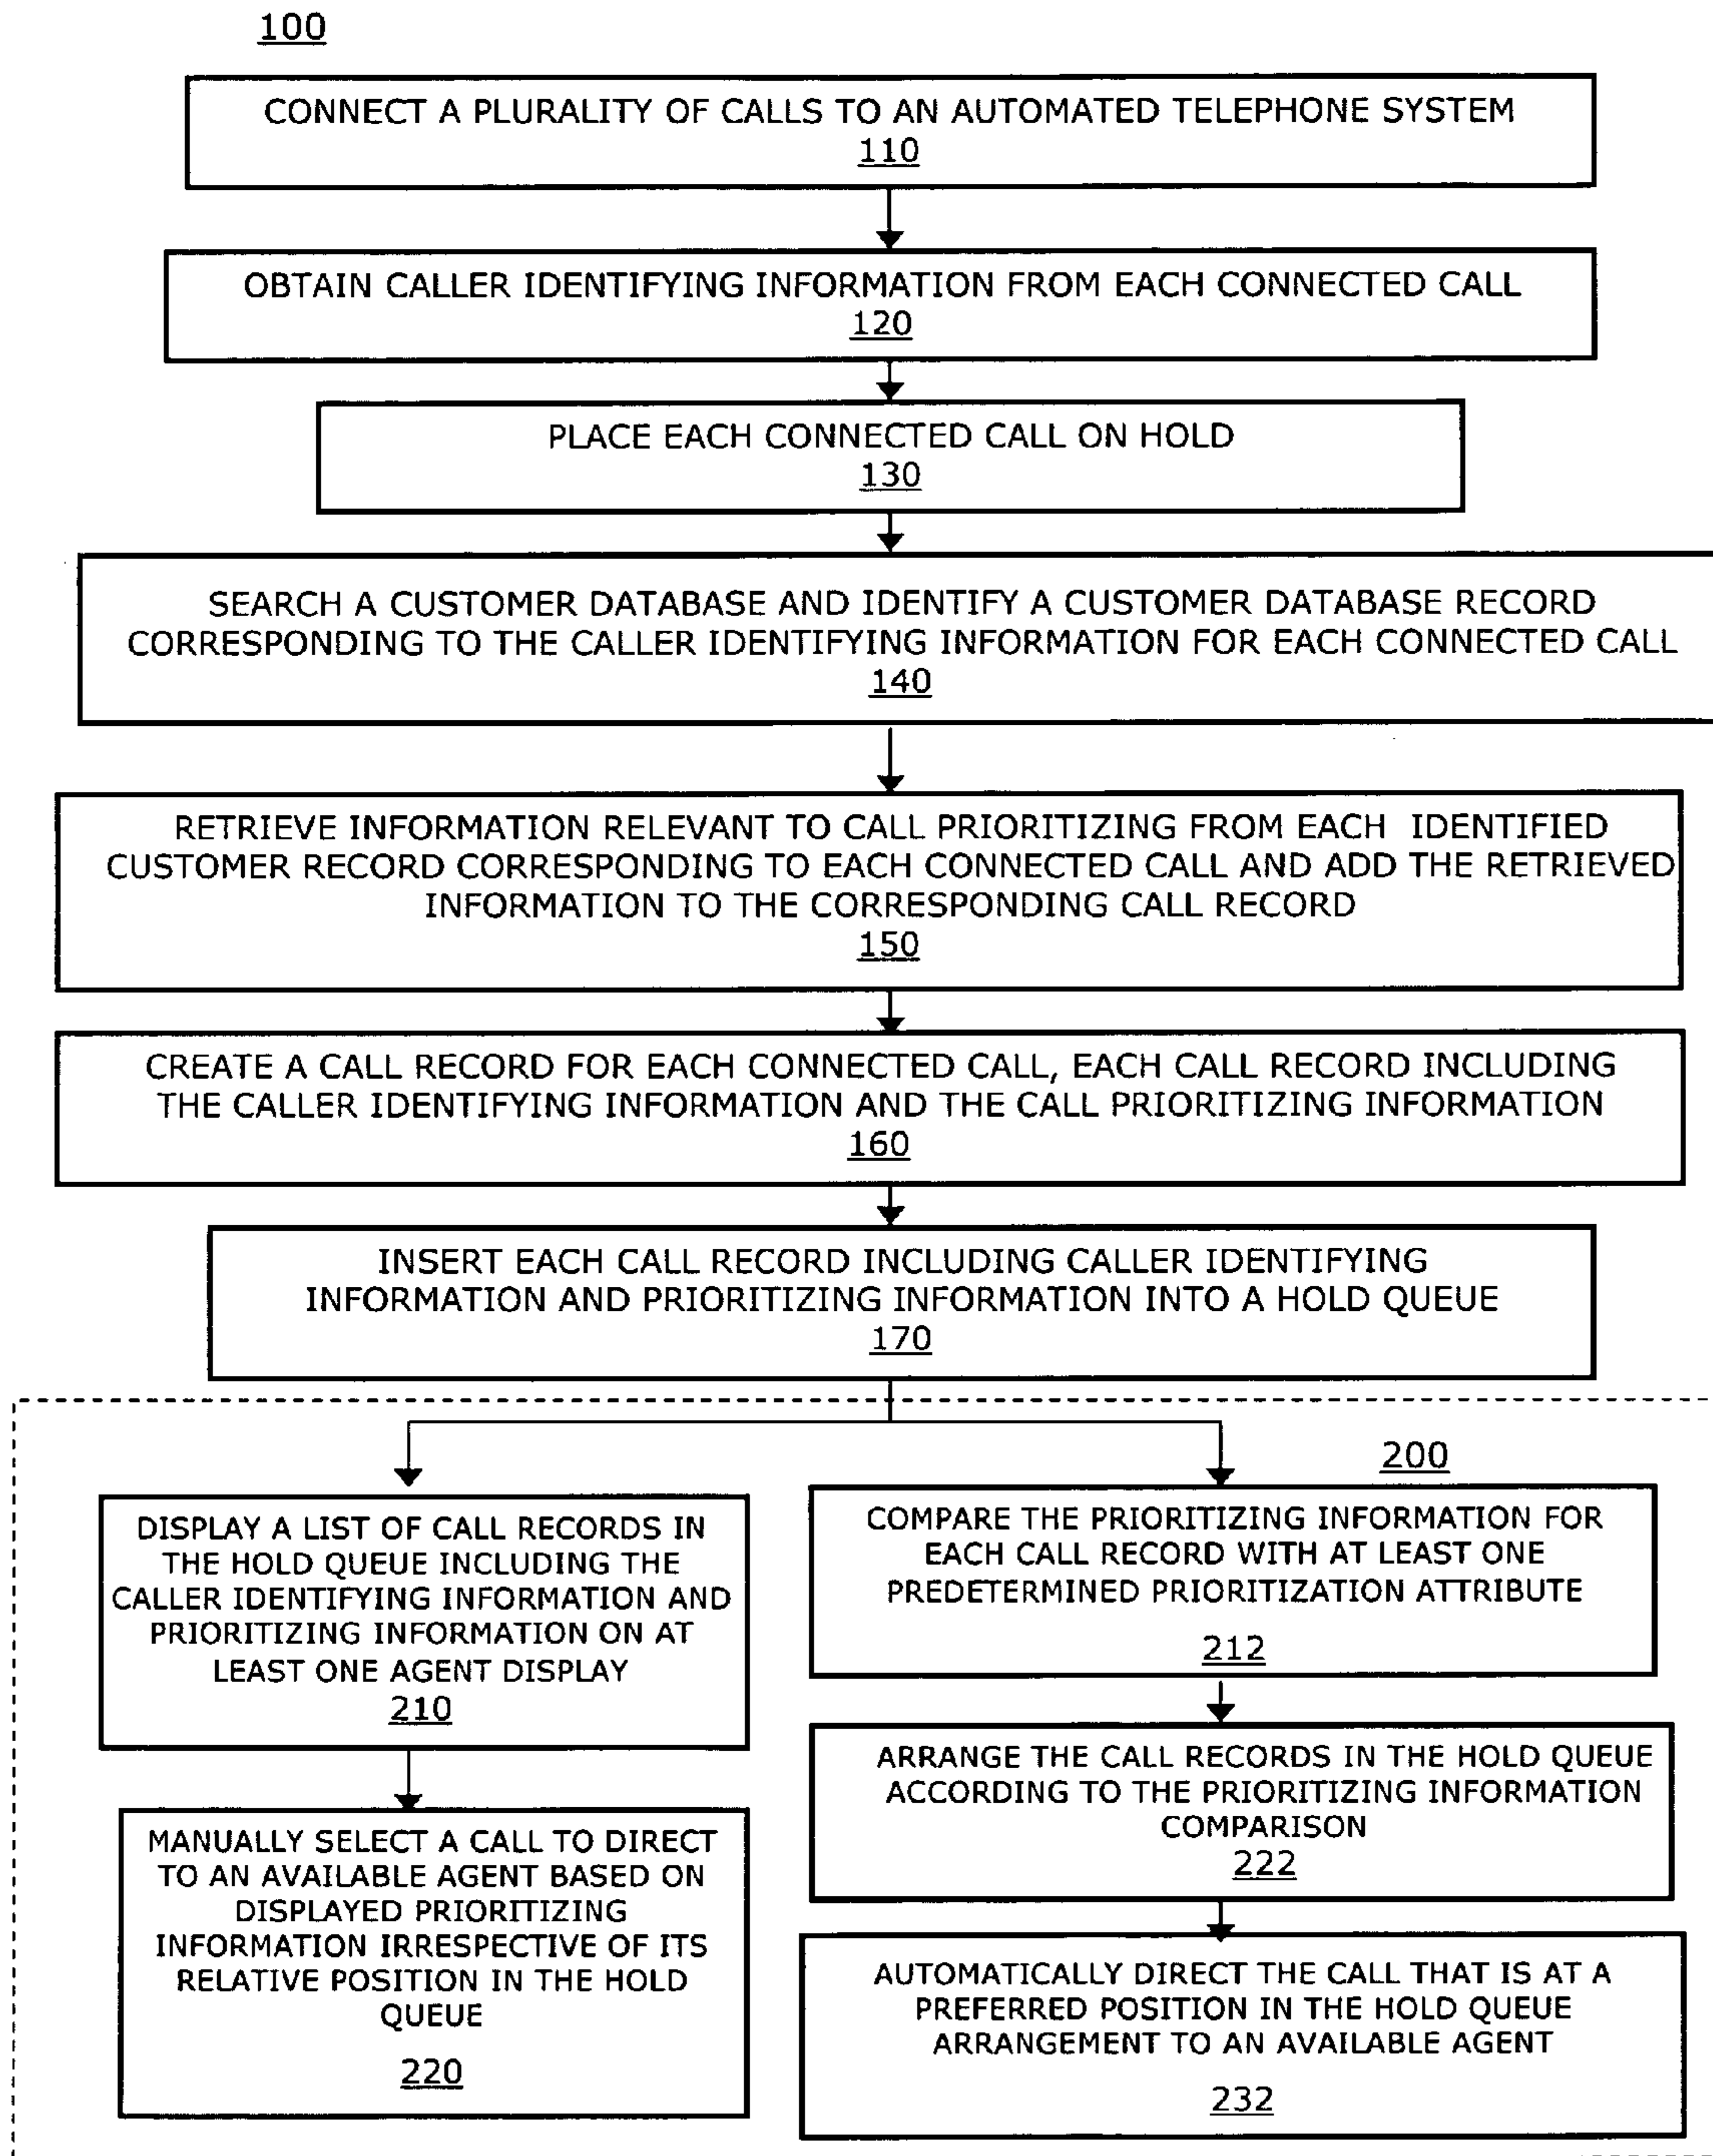 100
CONNECT A PLURALITY OF CALLS TO AN AUTOMATED TELEPHONE SYSTEM
110
OBTAIN CALLER IDENTIFYING INFORMATION FROM EACH CONNECTED CALL
120
PLACE EACH CONNECTED CALL ON HOLD
130
SEARCH A CUSTOMER DATABASE AND IDENTIFY A CUSTOMER DATABASE RECORD
CORRESPONDING TO THE CALLER IDENTIFYING INFORMATION FOR EACH CONNECTED CALL
140
RETRIEVE INFORMATION RELEVANT TO CALL PRIORITIZING FROM EACH IDENTIFIED
CUSTOMER RECORD CORRESPONDING TO EACH CONNECTED CALL AND ADD THE RETRIEVED
INFORMATION TO THE CORRESPONDING CALL RECORD
150
CREATE A CALL RECORD FOR EACH CONNECTED CALL, EACH CALL RECORD INCLUDING
THE CALLER IDENTIFYING INFORMATION AND THE CALL PRIORITIZING INFORMATION
160
INSERT EACH CALL RECORD INCLUDING CALLER IDENTIFYING
INFORMATION AND PRIORITIZING INFORMATION INTO A HOLD QUEUE
170
200
DISPLAY A LIST OF CALL RECORDS IN
THE HOLD QUEUE INCLUDING THE
CALLER IDENTIFYING INFORMATION AND
PRIORITIZING INFORMATION ON AT
LEAST ONE AGENT DISPLAY
210
MANUALLY SELECT A CALL TO DIRECT
TO AN AVAILABLE AGENT BASED ON
DISPLAYED PRIORITIZING
INFORMATION IRRESPECTIVE OF ITS
RELATIVE POSITION IN THE HOLD
QUEUE
220
COMPARE THE PRIORITIZING INFORMATION FOR
EACH CALL RECORD WITH AT LEAST ONE
PREDETERMINED PRIORITIZATION ATTRIBUTE
212
ARRANGE THE CALL RECORDS IN THE HOLD QUEUE
ACCORDING TO THE PRIORITIZING INFORMATION
COMPARISON
222
AUTOMATICALLY DIRECT THE CALL THAT IS AT A
PREFERRED POSITION IN THE HOLD QUEUE
ARRANGEMENT TO AN AVAILABLE AGENT
232